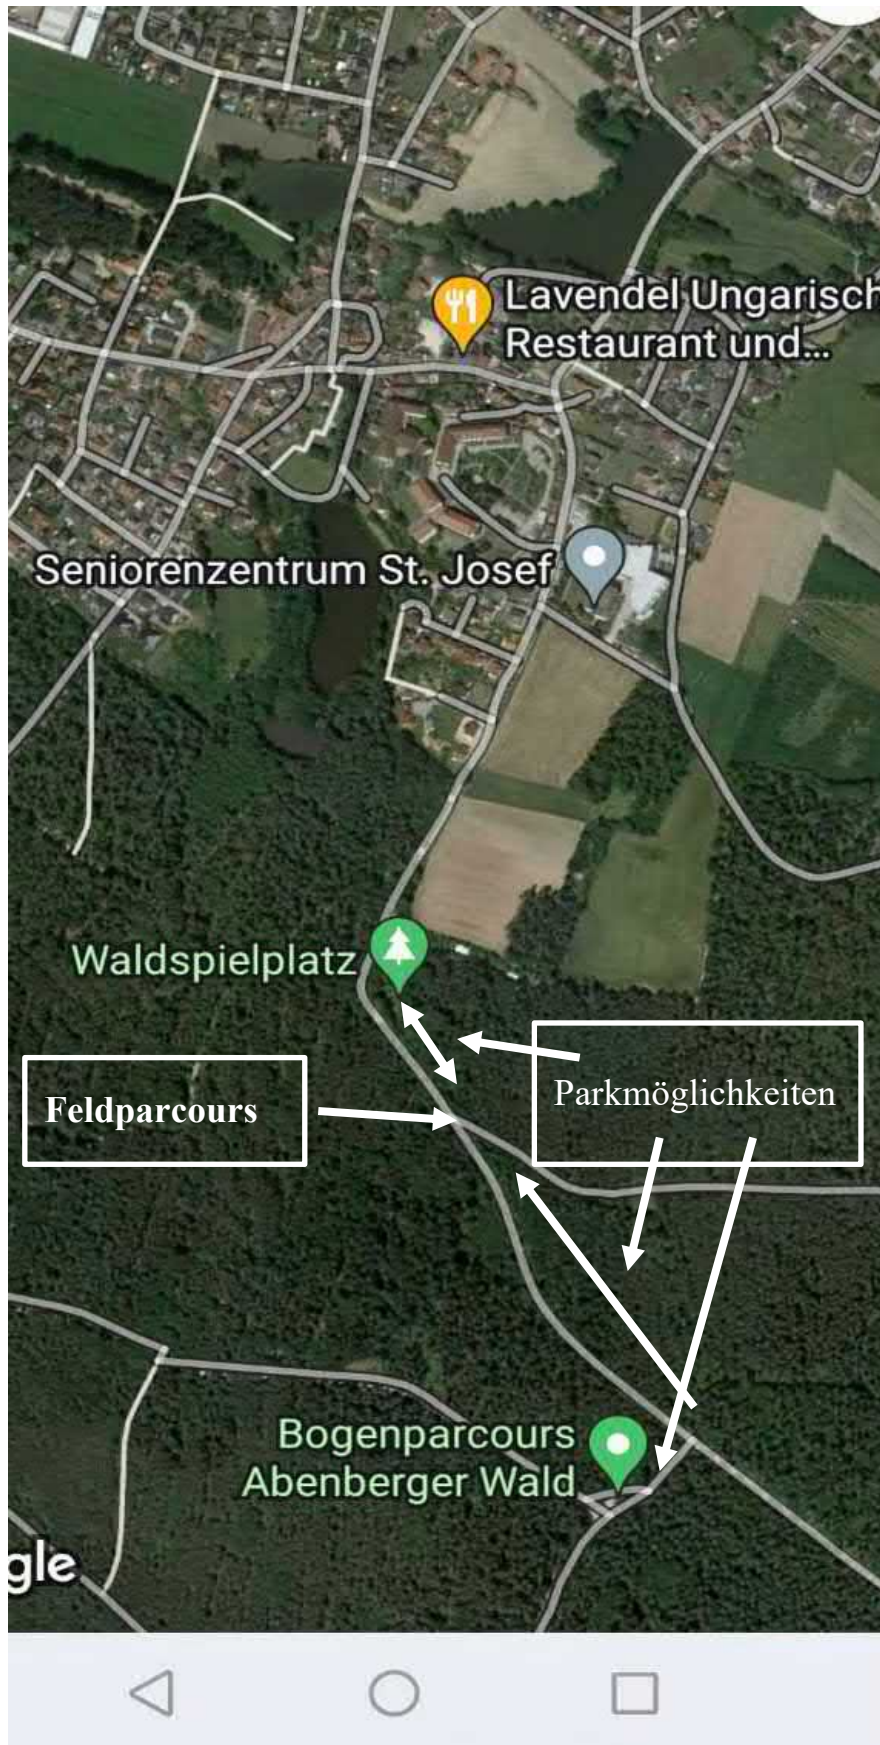 Lavendel Ungarisch
Restaurant und...
Seniorenzentrum St. Josef
Waldspielplatz
Parkmöglichkeiten
Feldparcours
Bogenparcours
Abenberger Wald
gle